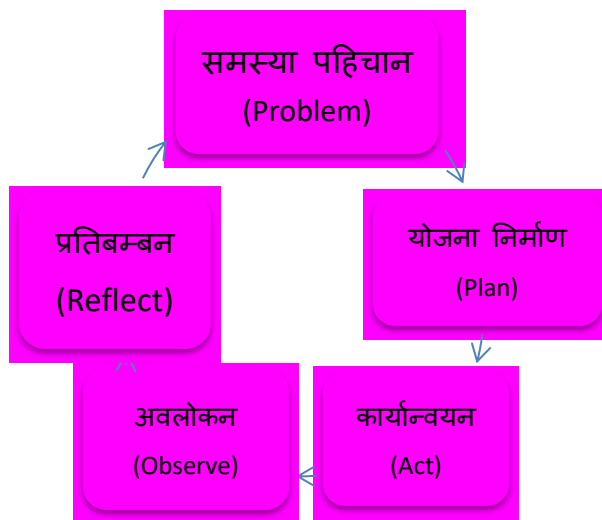 समस्या पहिचान
(Problem)
योजना निर्माण
(Plan)
कार्यान्वयन
(Act)
अवलोकन
(Observe)
प्रतिबम्बन
(Reflect)